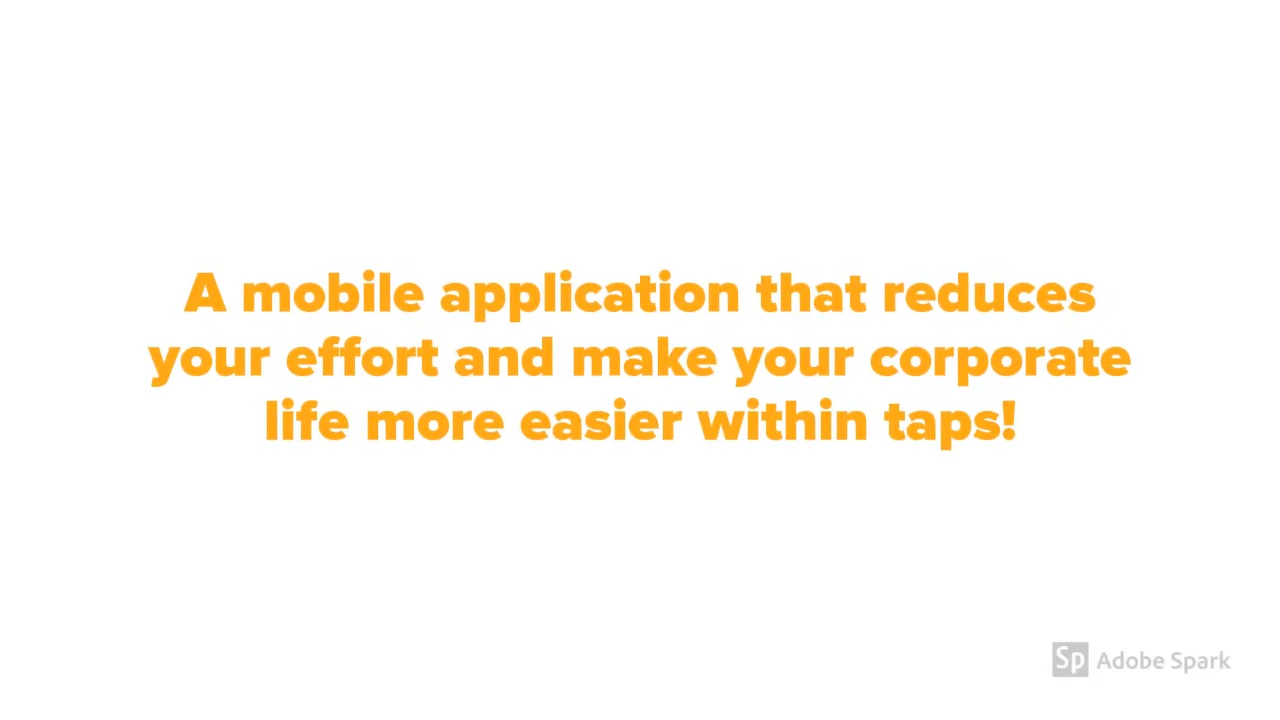 A mobile application that reduces
your effort and make your corporate
life more easier within taps!
Sp Adobe Spark